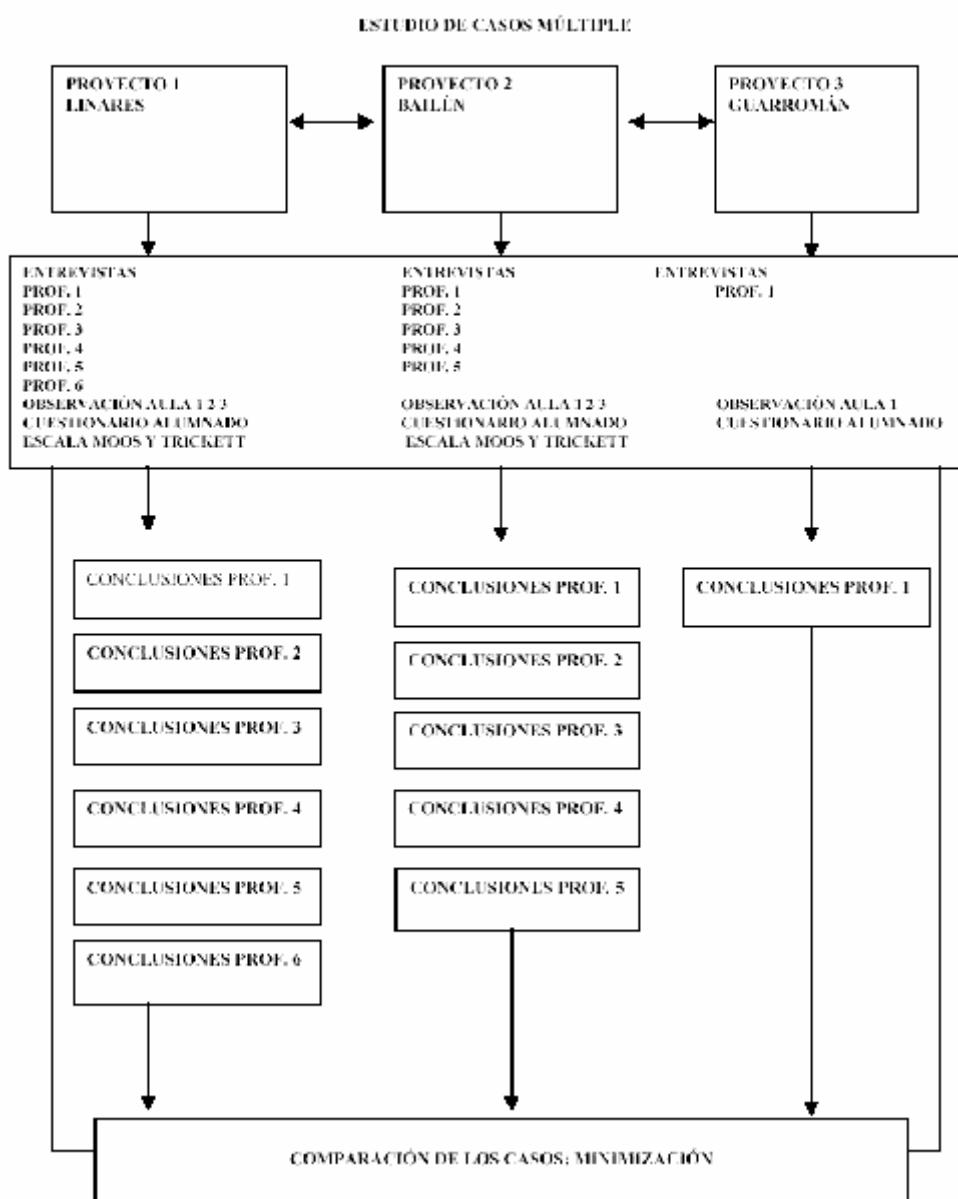 ESTUDIO DE CASOS MÚLTIPLE
PROYECTO 1
LINARES
PROYECTO 2
BAILÉN
PROYECTO 3
GUARROMÁN
ENTREVISTAS
PROF. 1
PROF. 2
PROF. 3
PROF. 4
PROF. 5
PROF. 6
OBSERVACIÓN AULA 1 2 3
CUESTIONARIO ALUMNADO
ESCALA MOOS Y TRICKETT
ENTREVISTAS
PROF. 1
PROF. 2
PROF. 3
PROF. 4
PROF. 5
OBSERVACIÓN AULA 1 2 3
CUESTIONARIO ALUMNADO
ESCALA MOOS Y TRICKETT
ENTREVISTAS
PROF. 1
OBSERVACIÓN AULA 1
CUESTIONARIO ALUMNADO
CONCLUSIONES PROF. 1
CONCLUSIONES PROF. 2
CONCLUSIONES PROF. 3
CONCLUSIONES PROF. 4
CONCLUSIONES PROF. 5
CONCLUSIONES PROF. 6
CONCLUSIONES PROF. 1
CONCLUSIONES PROF. 2
CONCLUSIONES PROF. 3
CONCLUSIONES PROF. 4
CONCLUSIONES PROF. 5
CONCLUSIONES PROF. 1
COMPARACIÓN DE LOS CASOS: MINIMIZACIÓN